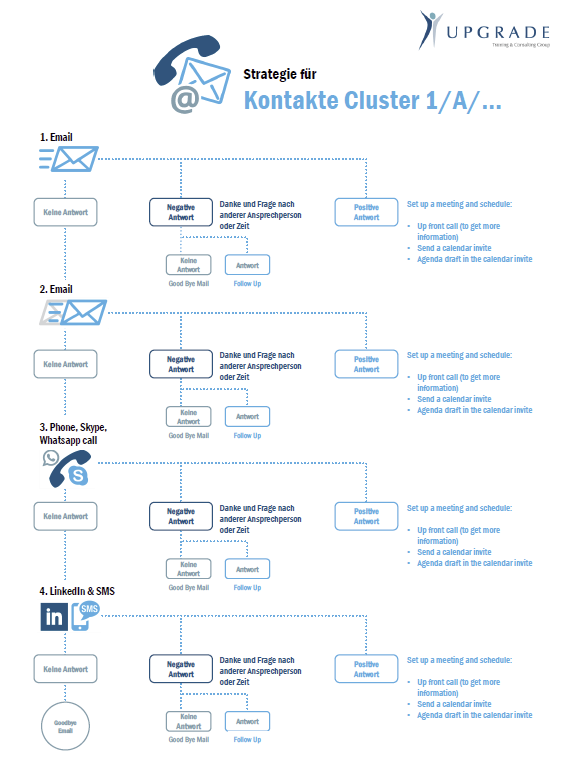 UPGRADE
Training & Consulting Group
Strategie für
Kontakte Cluster 1/A/...
@
1. Email
Keine Antwort
Negative
Antwort
Danke und Frage nach
anderer Ansprechperson
oder Zeit
Positive
Antwort
Set up a meeting and schedule:
• Up front call (to get more
information)
• Send a calendar invite
• Agenda draft in the calendar invite
Keine
Antwort
Antwort
Good Bye Mail
Follow Up
2. Email
Keine Antwort
Negative
Antwort
Danke und Frage nach
anderer Ansprechperson
oder Zeit
Positive
Antwort
Set up a meeting and schedule:
• Up front call (to get more
information)
• Send a calendar invite
• Agenda draft in the calendar invite
Keine
Antwort
Antwort
Good Bye Mail
Follow Up
3. Phone, Skype,
Whatsapp call
S
Keine Antwort
Negative
Antwort
Danke und Frage nach
anderer Ansprechperson
oder Zeit
Positive
Antwort
Set up a meeting and schedule:
• Up front call (to get more
information)
• Send a calendar invite
• Agenda draft in the calendar invite
Keine
Antwort
Antwort
Good Bye Mail
Follow Up
4. LinkedIn & SMS
in
SMS
Keine Antwort
Negative
Antwort
Danke und Frage nach
anderer Ansprechperson
oder Zeit
Positive
Antwort
Set up a meeting and schedule:
• Up front call (to get more
information)
• Send a calendar invite
• Agenda draft in the calendar invite
Goodbye
Email
Keine
Antwort
Antwort
Good Bye Mail
Follow Up